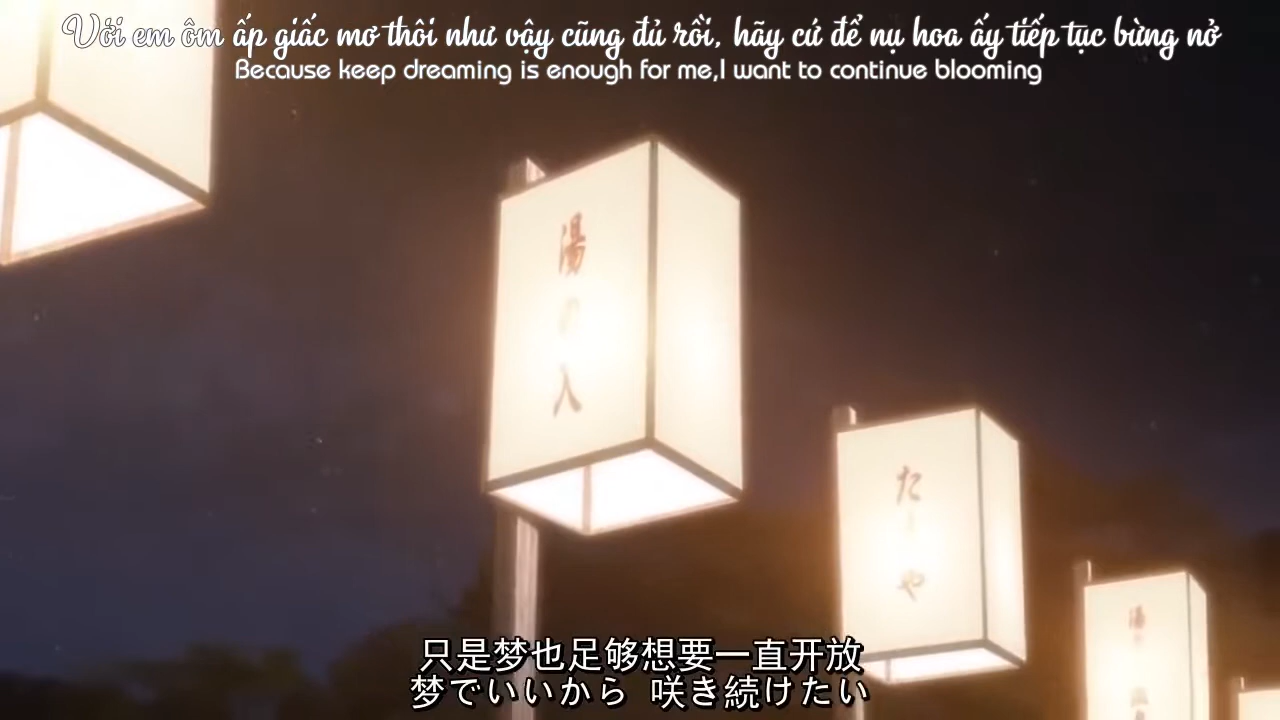 Với em ôm ấp giấc mơ thôi như vậy cũng đủ rồi, hãy cứ để nụ hoa ấy tiếp tục bừng nở
Because keep dreaming is enough for me,I want to continue blooming
湯の人
只是梦也足够想要一直开放
梦でいいから 咲き続けたい